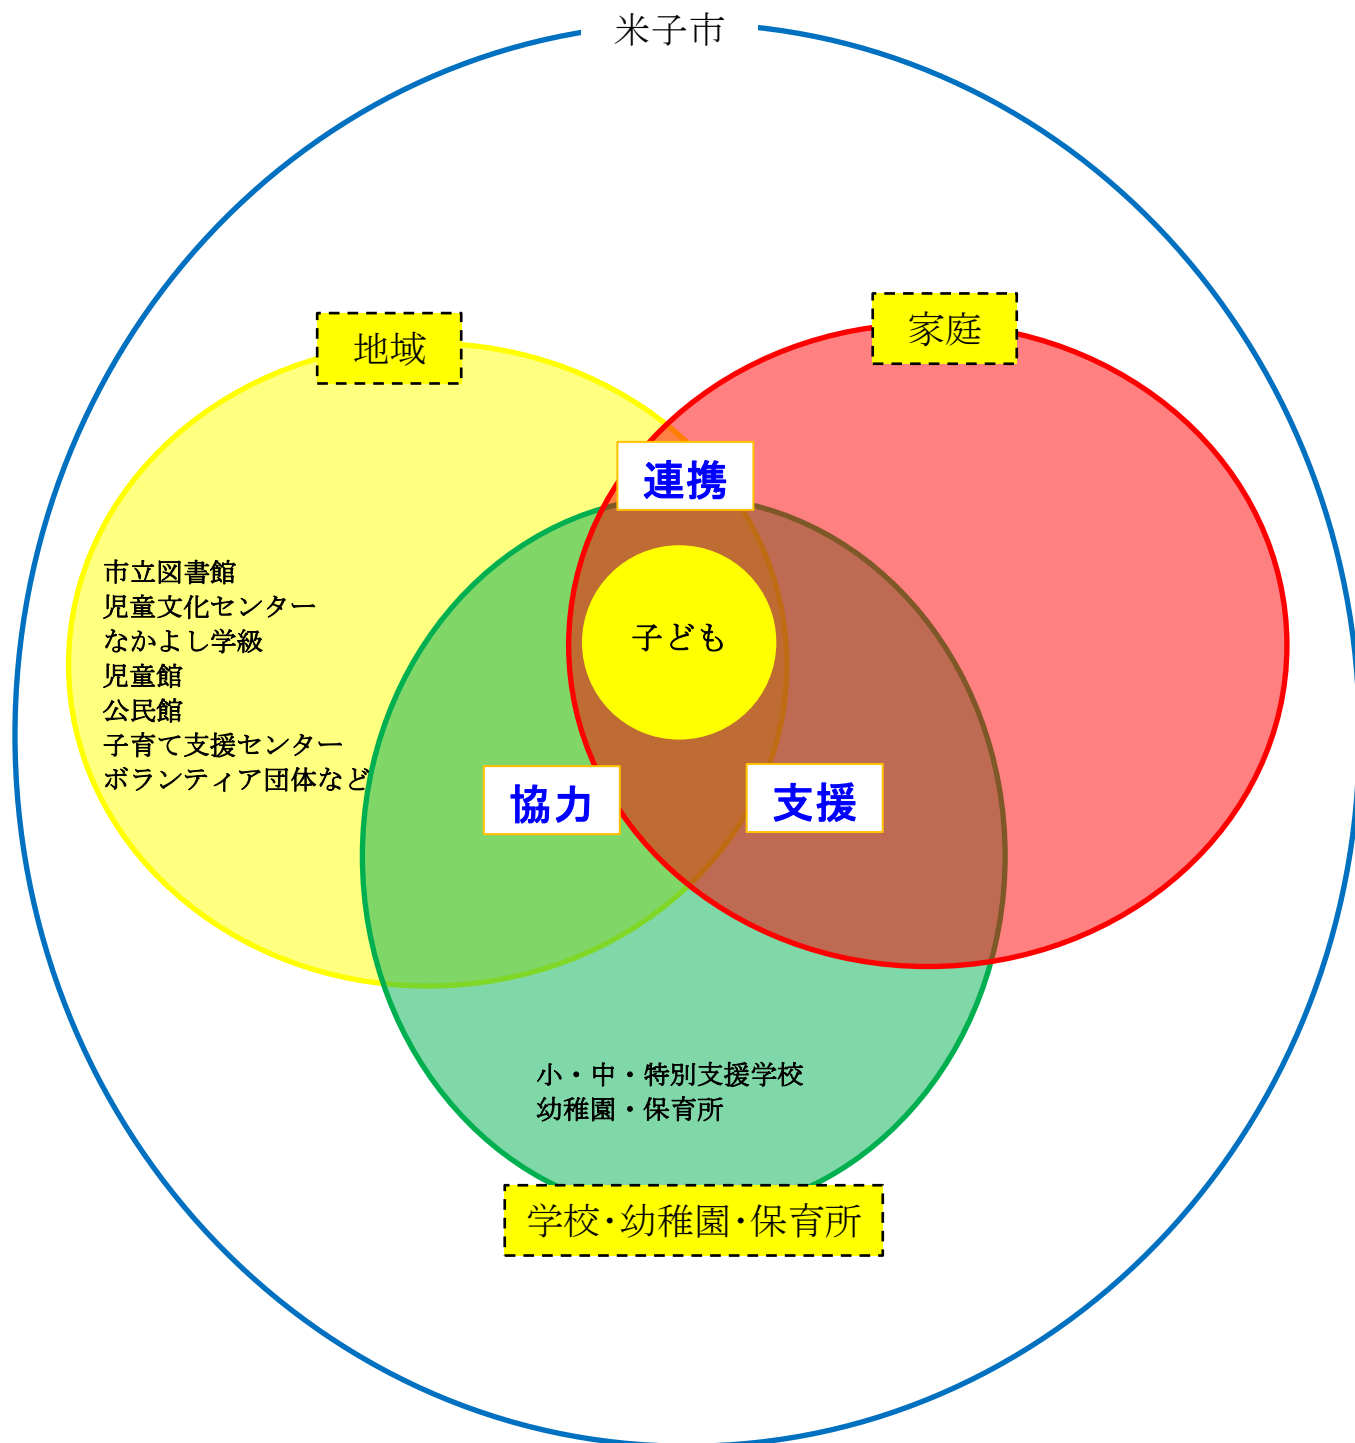 米子市
地域
家庭
連携
市立図書館
児童文化センター
なかよし学級
児童館
公民館
子育て支援センター
ボランティア団体など
子ども
協力
支援
小・中・特別支援学校
幼稚園・保育所
学校・幼稚園・保育所